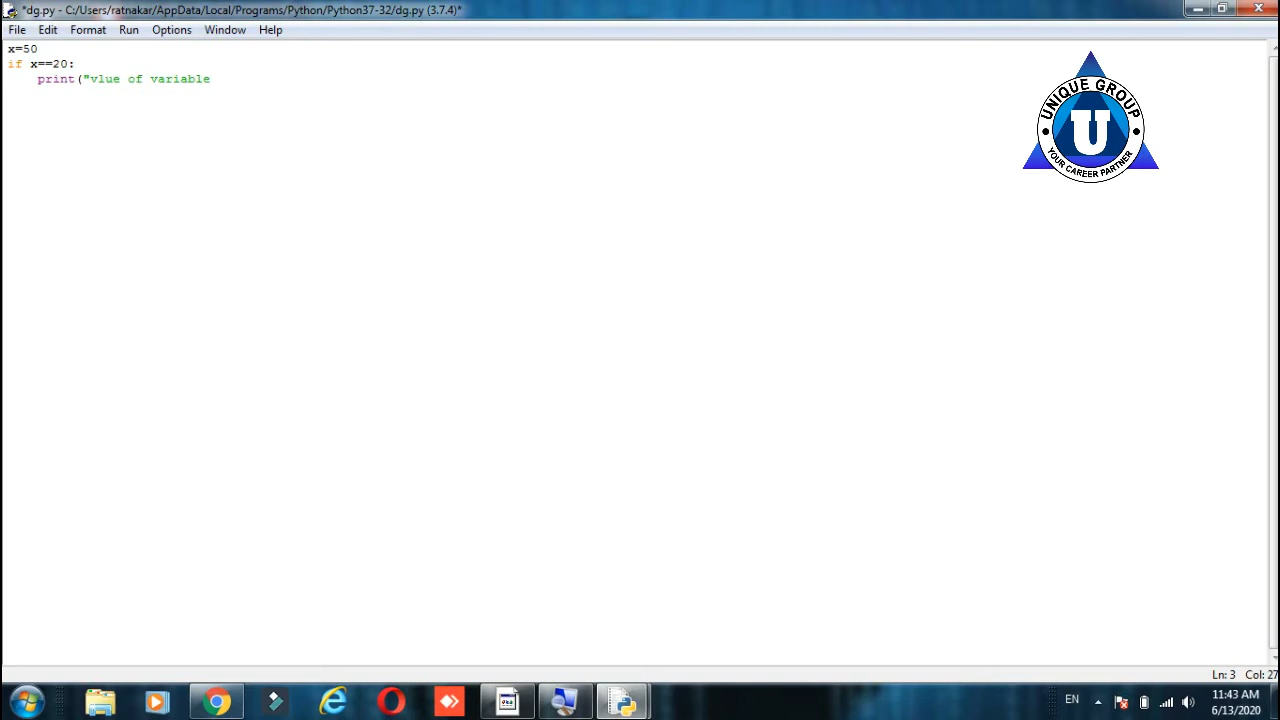 *dg.py - C:/Users/ratnakar/AppData/Local/Programs/Python/Python37-32/dg.py (3.7.4)*
File Edit Format Run Options Window Help
x=50
if x==20:
    print("vlue of variable
UNIQUE GROUP
U
YOUR CAREER PARTNER
Ln: 3 Col: 27
EN
11:43 AM
6/13/2020